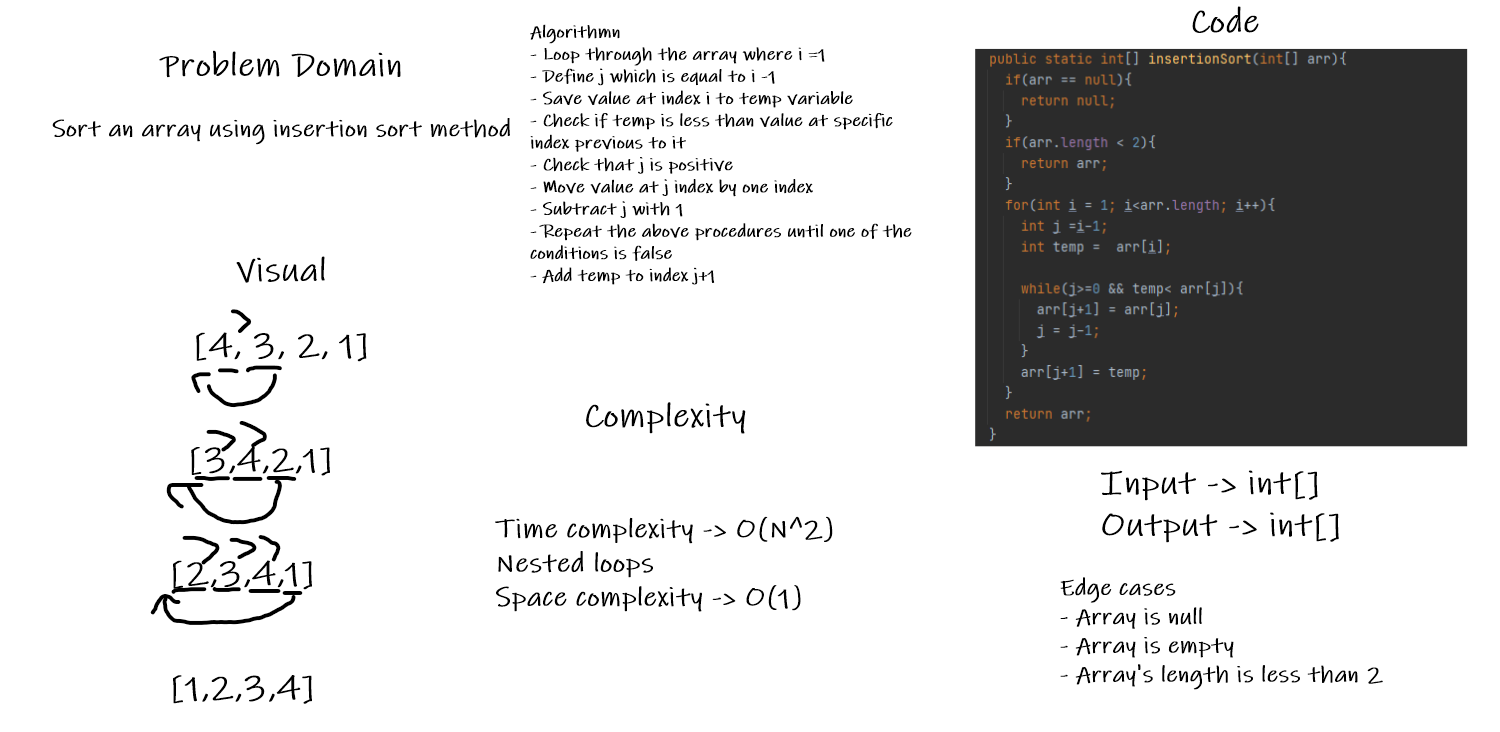 Problem Domain
Sort an array using insertion sort method
Visual
[4, 3, 2, 1]
[3,4,2,1]
[2,3,4,1]
[1,2,3,4]
Algorithmn
- Loop through the array where i =1
- Define j which is equal to i -1
- Save value at index i to temp variable
- Check if temp is less than value at specific
index previous to it
- Check that j is positive
- Move value at j index by one index
- Subtract j with 1
- Repeat the above procedures until one of the
conditions is false
- Add temp to index j+1
Complexity
Time complexity -> O(N^2)
Nested loops
Space complexity -> O(1)
Code
public static int[] insertionSort(int[] arr){
if(arr == null){
return null;
}
if(arr.length < 2){
return arr;
}
for(int i = 1; i<arr.length; i++){
int j =i-1;
int temp =  arr[i];
while(j>=0 && temp< arr[j]){
arr[j+1] = arr[j];
j = j-1;
}
arr[j+1] = temp;
}
return arr;
}
Input -> int[]
Output -> int[]
Edge cases
- Array is null
- Array is empty
- Array's length is less than 2